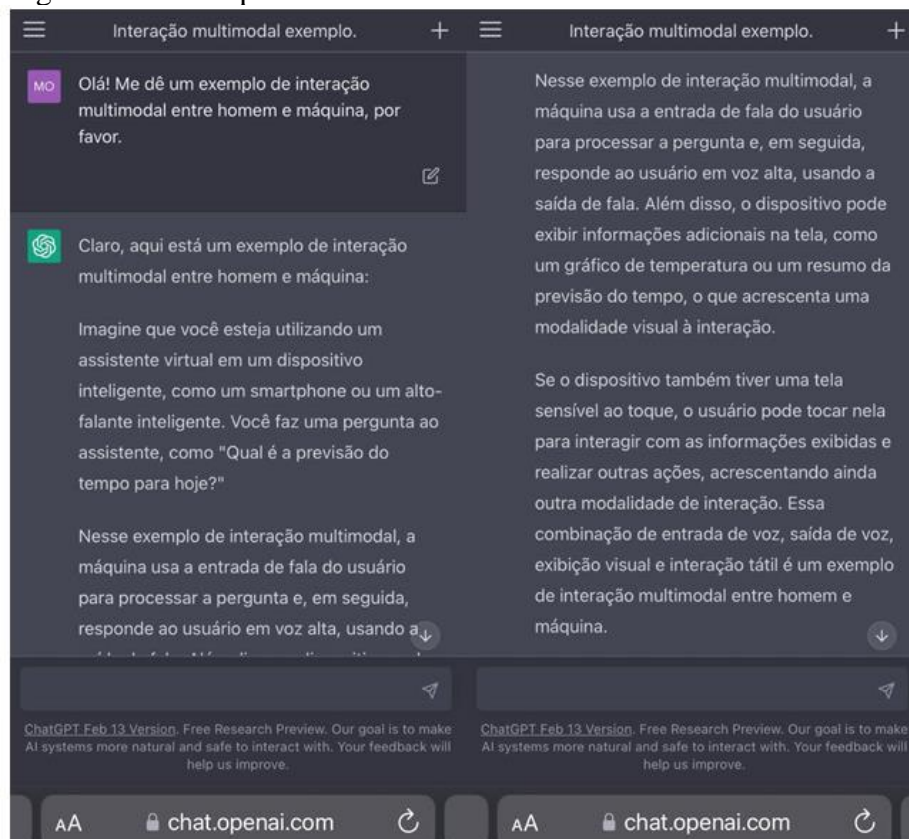 Interação multimodal exemplo.
MO
Olá! Me dê um exemplo de interação
multimodal entre homem e máquina, por
favor.
Claro, aqui está um exemplo de interação
multimodal entre homem e máquina:
Imagine que você esteja utilizando um
assistente virtual em um dispositivo
inteligente, como um smartphone ou um alto-
falante inteligente. Você faz uma pergunta ao
assistente, como "Qual é a previsão do
tempo para hoje?"
Nesse exemplo de interação multimodal, a
máquina usa a entrada de fala do usuário
para processar a pergunta e, em seguida,
responde ao usuário em voz alta, usando a
ChatGPT Feb 13 Version. Free Research Preview. Our goal is to make
AI systems more natural and safe to interact with. Your feedback will
help us improve.
AA chat.openai.com
Interação multimodal exemplo.
Nesse exemplo de interação multimodal, a
máquina usa a entrada de fala do usuário
para processar a pergunta e, em seguida,
responde ao usuário em voz alta, usando a
saída de fala. Além disso, o dispositivo pode
exibir informações adicionais na tela, como
um gráfico de temperatura ou um resumo da
previsão do tempo, o que acrescenta uma
modalidade visual à interação.
Se o dispositivo também tiver uma tela
sensível ao toque, o usuário pode tocar nela
para interagir com as informações exibidas e
realizar outras ações, acrescentando ainda
outra modalidade de interação. Essa
combinação de entrada de voz, saída de voz,
exibição visual e interação tátil é um exemplo
de interação multimodal entre homem e
máquina.
ChatGPT Feb 13 Version. Free Research Preview. Our goal is to make
AI systems more natural and safe to interact with. Your feedback will
help us improve.
AA chat.openai.com